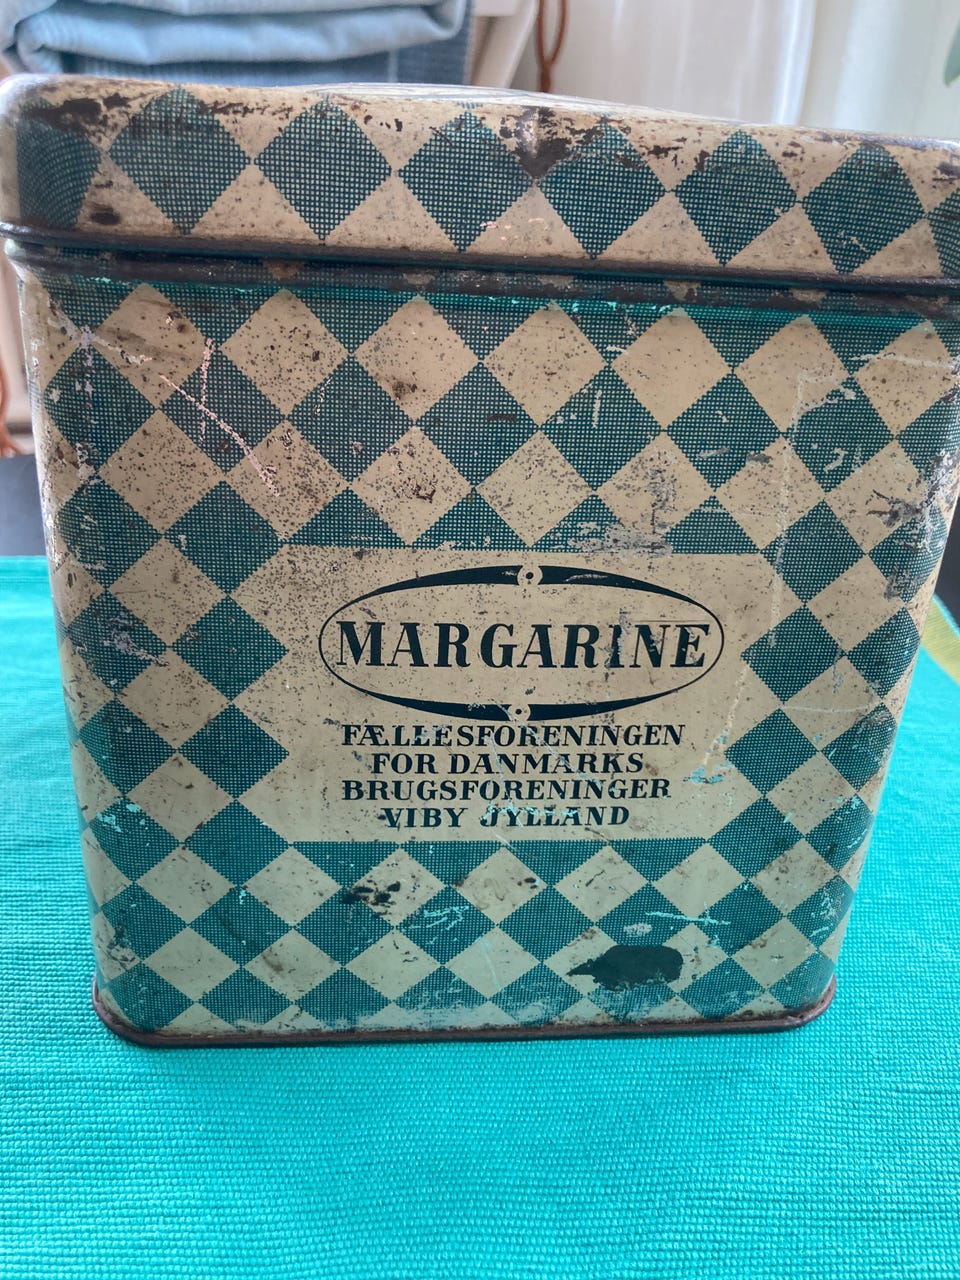 MARGARINE
FÆLLESFORENINGEN
FOR DANMARKS
BRUGSFORENINGER
VIBY JYLLAND